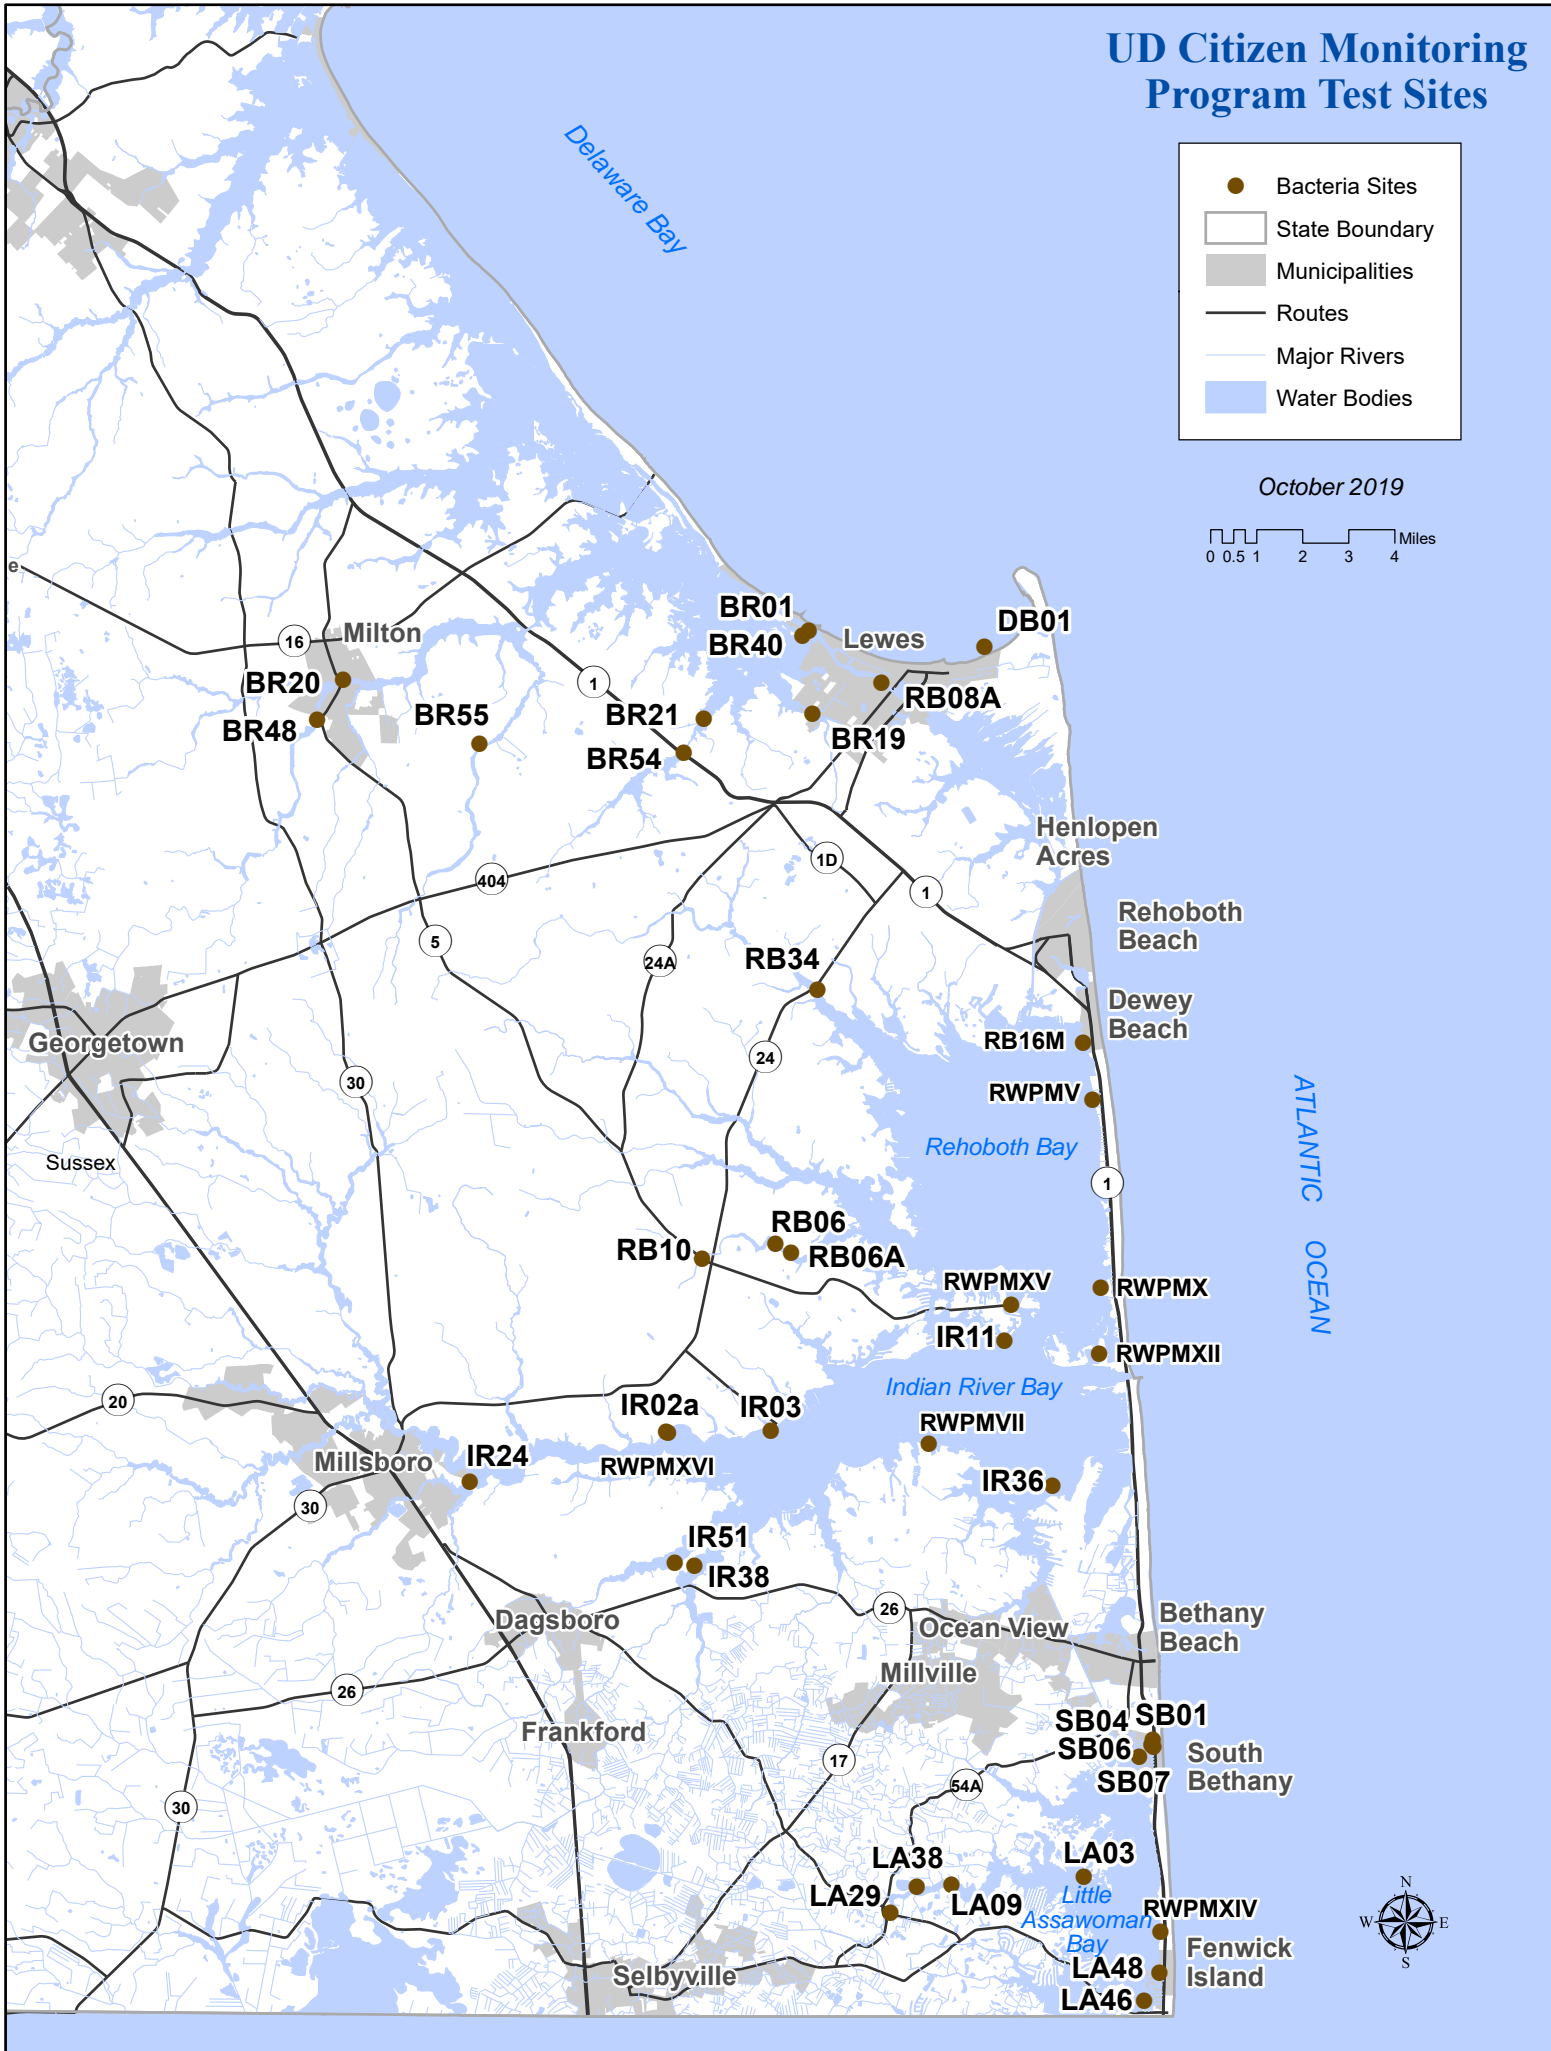 UD Citizen Monitoring
Program Test Sites
Bacteria Sites
State Boundary
Municipalities
Routes
Major Rivers
Water Bodies
October 2019
0 0.5 1 2 3 4 Miles
Delaware Bay
e
16
Milton
BR01
BR40
Lewes
DB01
BR20
BR48
BR55
1
BR21
BR54
RB08A
BR19
Henlopen
Acres
1D
404
1
Rehoboth
Beach
5
24A
RB34
Dewey
Beach
Georgetown
RB16M
24
30
RWPMV
Rehoboth Bay
Sussex
ATLANTIC OCEAN
1
RB06
RB10
RB06A
RWPMXV
RWPMX
IR11
RWPMXII
Indian River Bay
20
IR02a
IR03
RWPMVII
Millsboro
IR24
RWPMXVI
IR36
30
IR51
IR38
26
Dagsboro
Ocean View
Bethany
Beach
Millville
26
Frankford
SB04
SB01
SB06
South
Bethany
SB07
17
54A
30
LA38
LA03
LA29
LA09
Little
Assawoman
Bay
RWPMXIV
Fenwick
Island
LA48
LA46
Selbyville
N
W
E
S